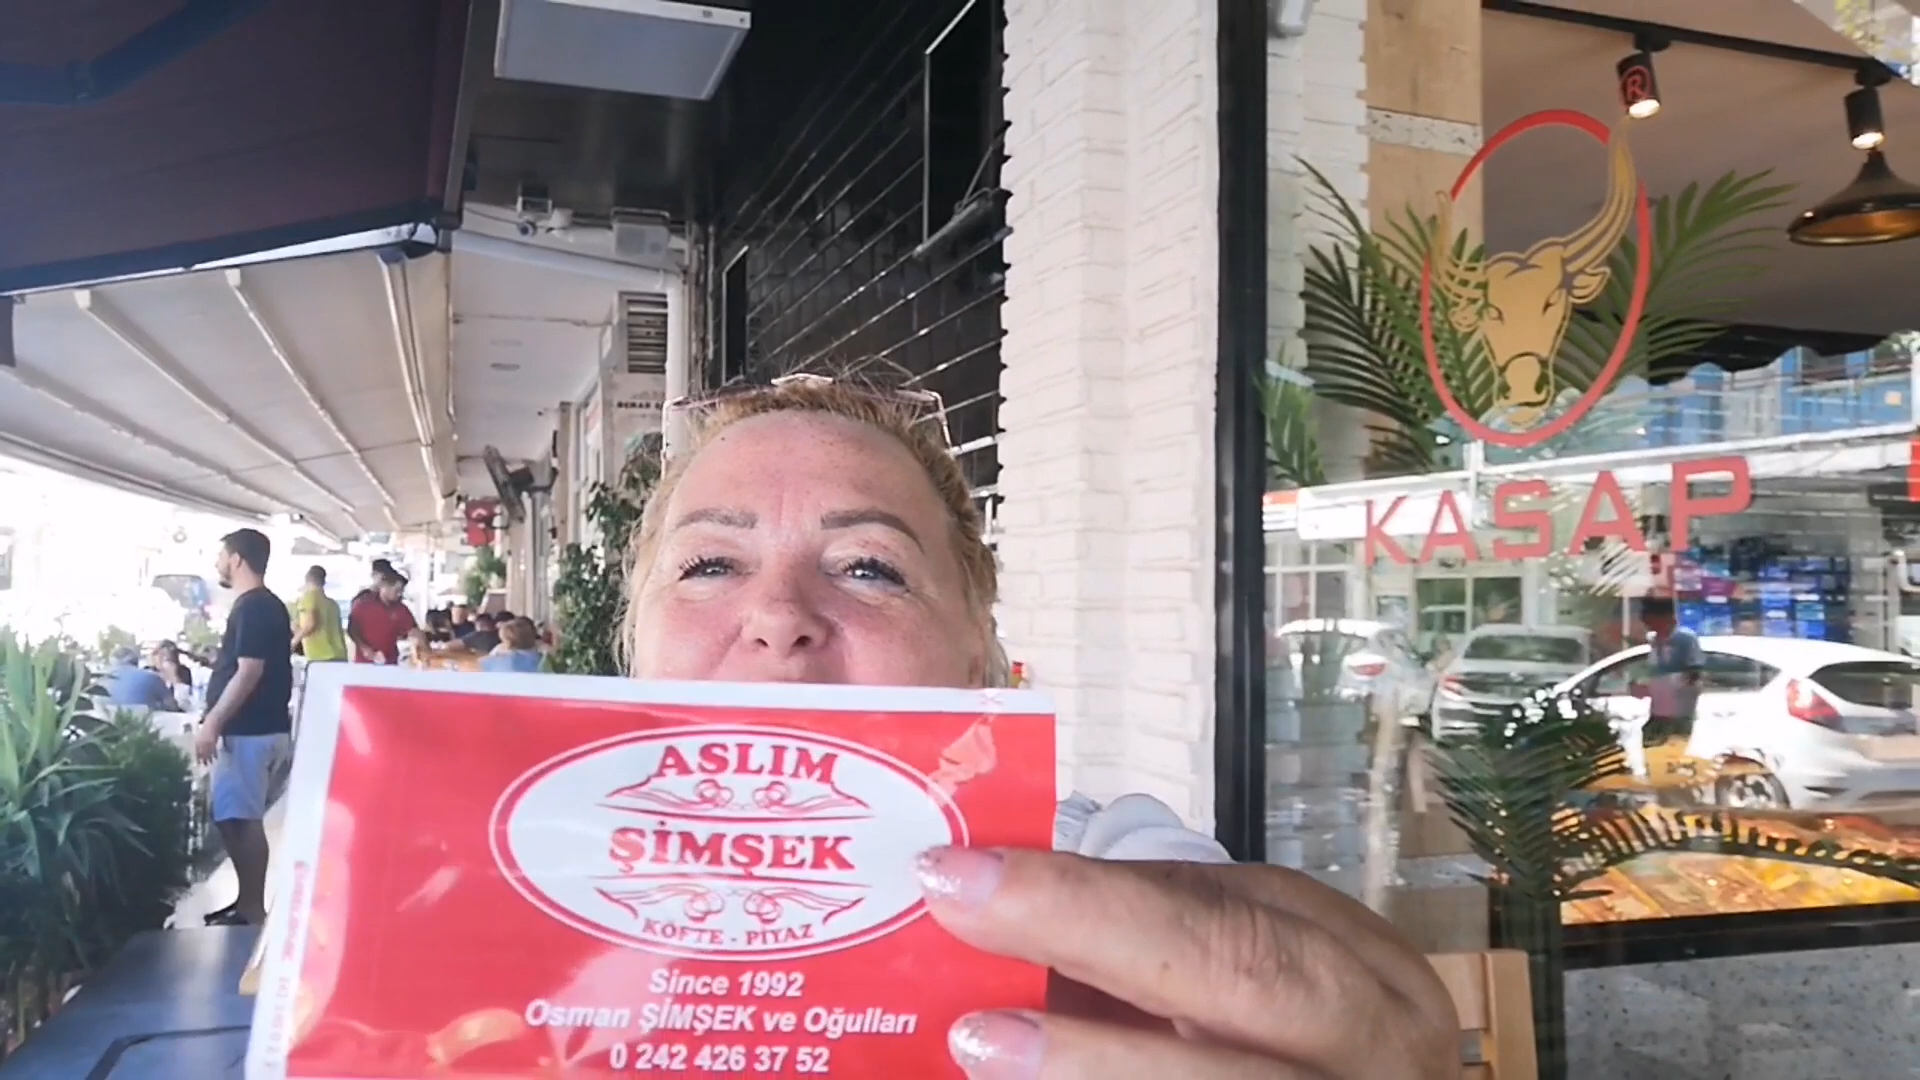 KASAP
ASLIM
ŞİMŞEK
KÖFTE - PİYAZ
Since 1992
Osman ŞİMŞEK ve Oğulları
0 242 426 37 52